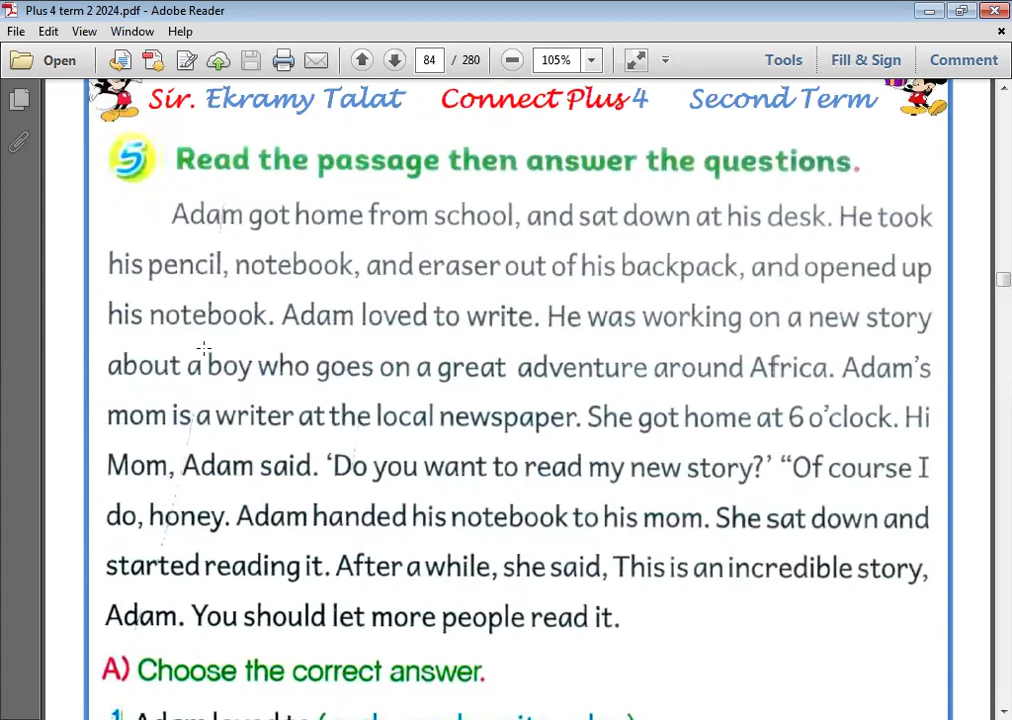 Plus 4 term 2 2024.pdf - Adobe Reader
File Edit View Window Help
Open 84 / 280 105% Tools Fill & Sign Comment
Sir. Ekramy Talat Connect Plus 4 Second Term
5 Read the passage then answer the questions.
Adam got home from school, and sat down at his desk. He took
his pencil, notebook, and eraser out of his backpack, and opened up
his notebook. Adam loved to write. He was working on a new story
about a boy who goes on a great adventure around Africa. Adam's
mom is a writer at the local newspaper. She got home at 6 o'clock. Hi
Mom, Adam said. 'Do you want to read my new story?' "Of course I
do, honey. Adam handed his notebook to his mom. She sat down and
started reading it. After a while, she said, This is an incredible story,
Adam. You should let more people read it.
A) Choose the correct answer.
1 Adam loved to